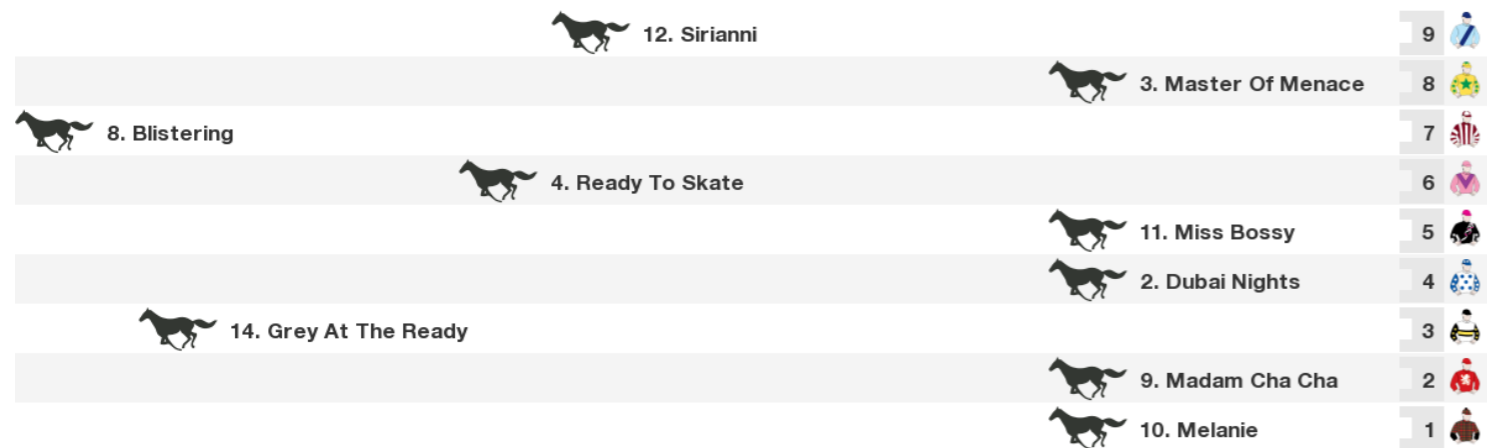 12. Sirianni 9
3. Master Of Menace 8
8. Blistering 7
4. Ready To Skate 6
11. Miss Bossy 5
2. Dubai Nights 4
14. Grey At The Ready 3
9. Madam Cha Cha 2
10. Melanie 1